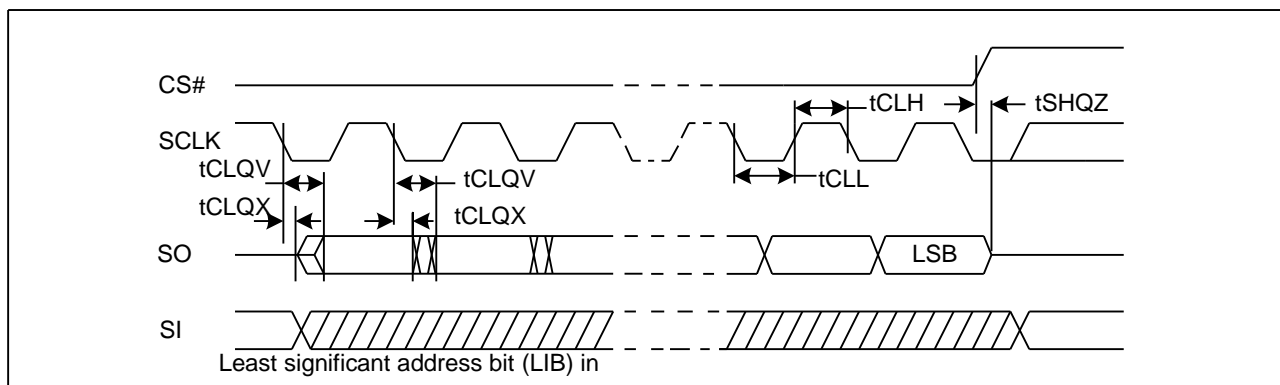 CS#
tCLH
tSHQZ
SCLK
tCLQV
tCLQV
tCLL
tCLQX
tCLQX
SO
LSB
SI
Least significant address bit (LIB) in